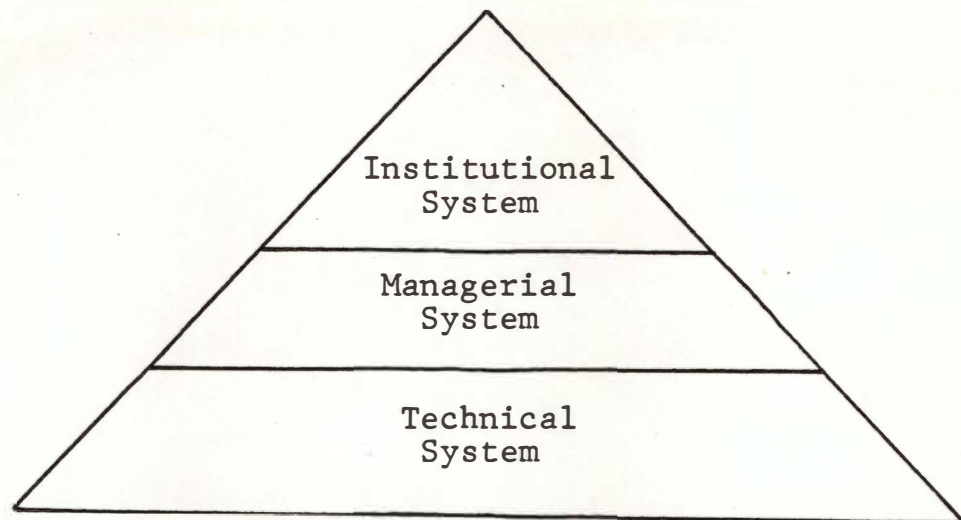 Institutional
System
Managerial
System
Technical
System